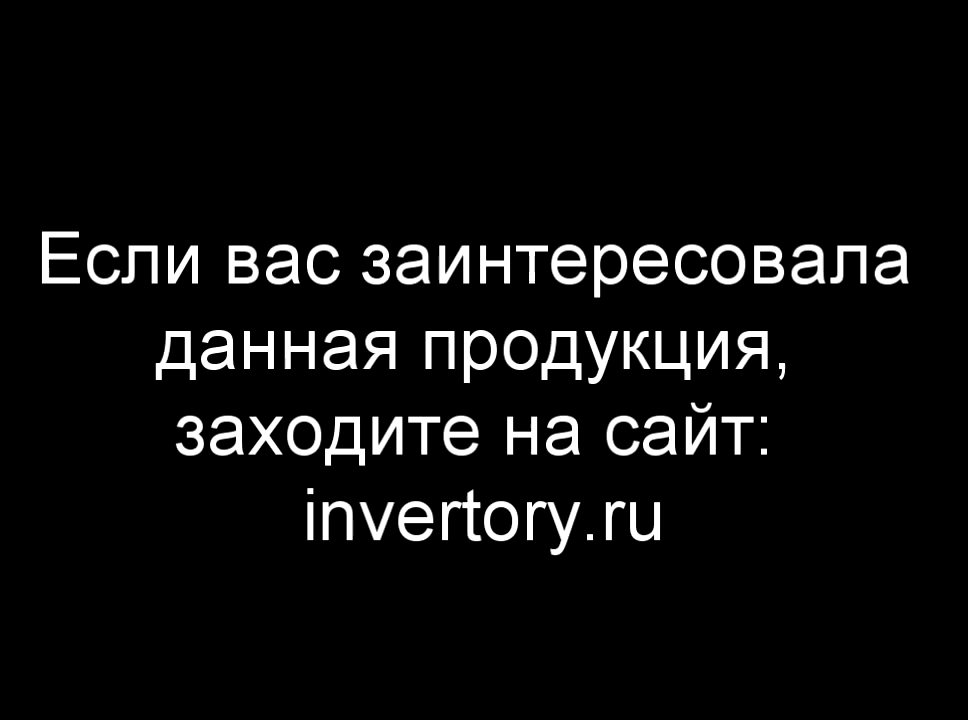 Если вас заинтересовала
данная продукция,
заходите на сайт:
invertory.ru